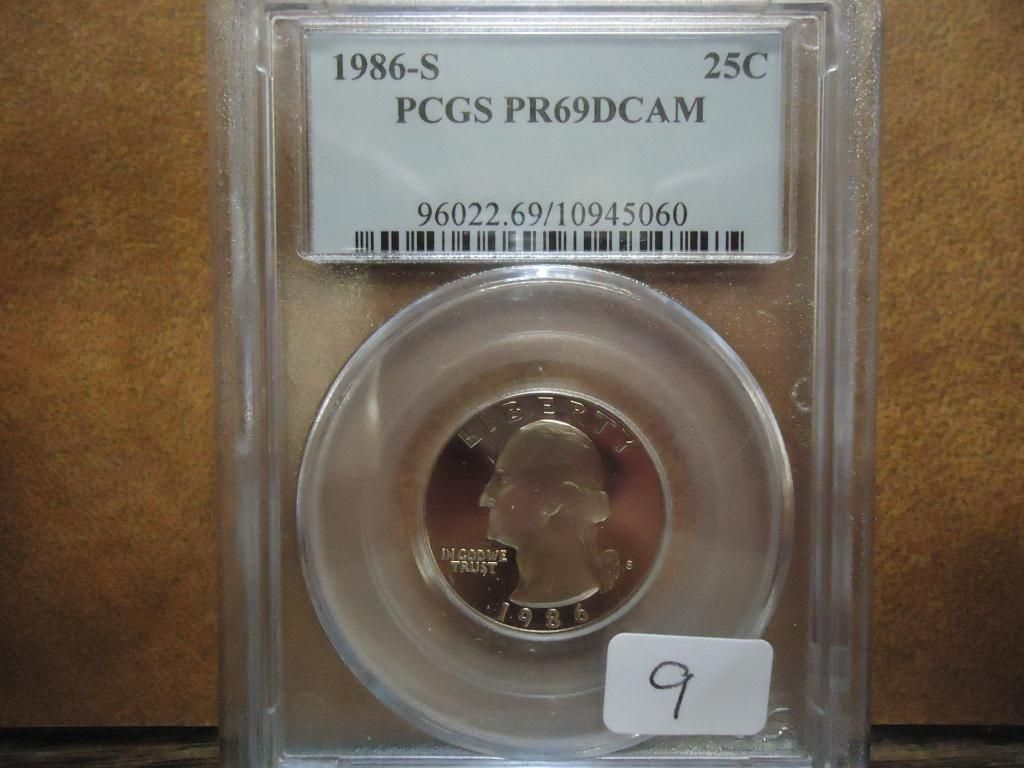 1986-S 25C
PCGS PR69DCAM
96022.69/10945060
LIBERTY
IN GOD WE
TRUST
S
1986
9